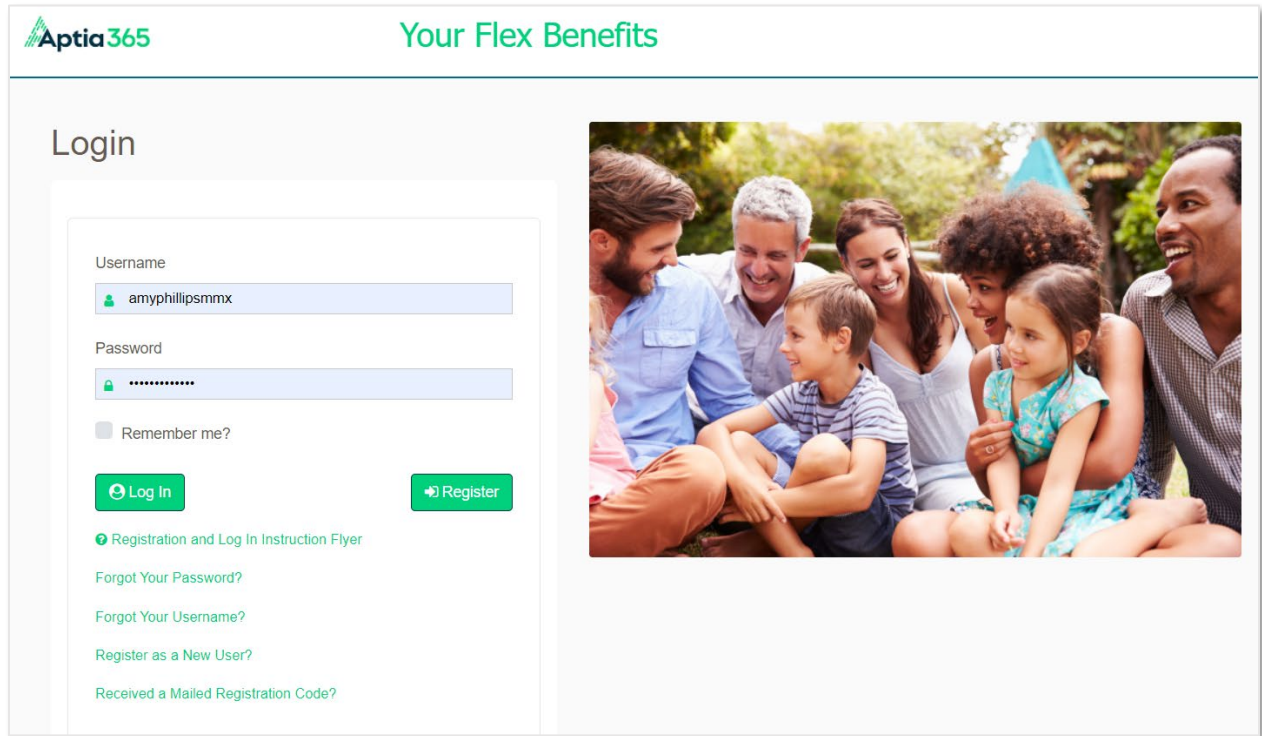 Aptia365
Your Flex Benefits
Login
Username
amyphillipsmmx
Password
•••••••••••••
Remember me?
Log In
Register
Registration and Log In Instruction Flyer
Forgot Your Password?
Forgot Your Username?
Register as a New User?
Received a Mailed Registration Code?